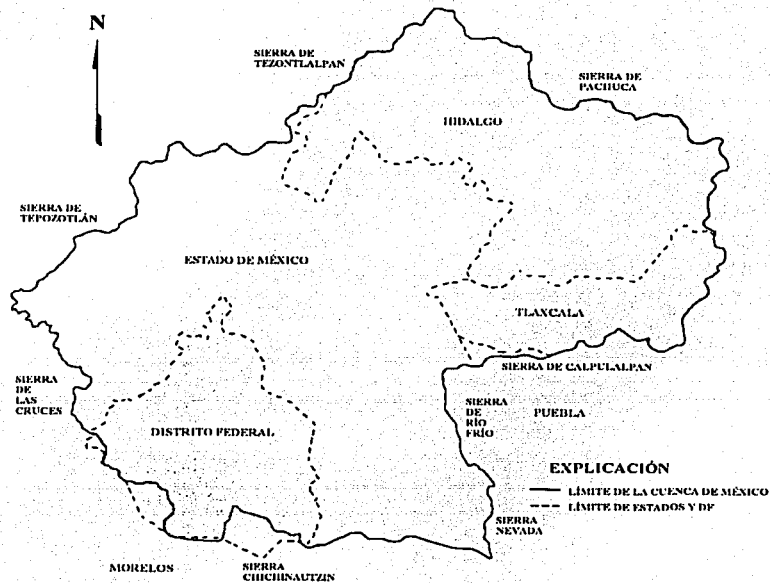 N
SIERRA DE
TEZONTLALPAN
SIERRA DE
PACHUCA
HIDALGO
SIERRA DE
TEPOZOTLÁN
ESTADO DE MÉXICO
TLAXCALA
SIERRA DE CALPULALPAN
SIERRA
DE
LAS
CRUCES
SIERRA
DE
RÍO
FRÍO
PUEBLA
DISTRITO FEDERAL
EXPLICACIÓN
LÍMITE DE LA CUENCA DE MÉXICO
LÍMITE DE ESTADOS Y DF
SIERRA
NEVADA
MORELOS
SIERRA
CHICHINAUTZIN